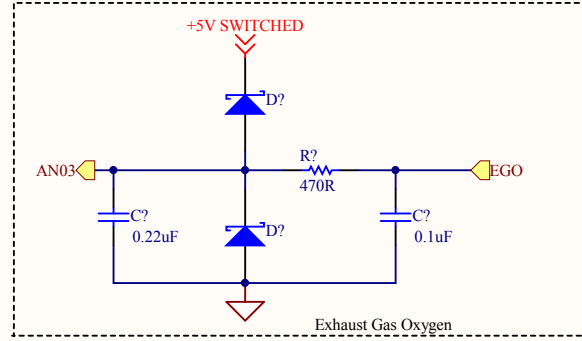 +5V SWITCHED
D?
R?
AN03
EGO
470R
C?
0.22uF
D?
C?
0.1uF
Exhaust Gas Oxygen